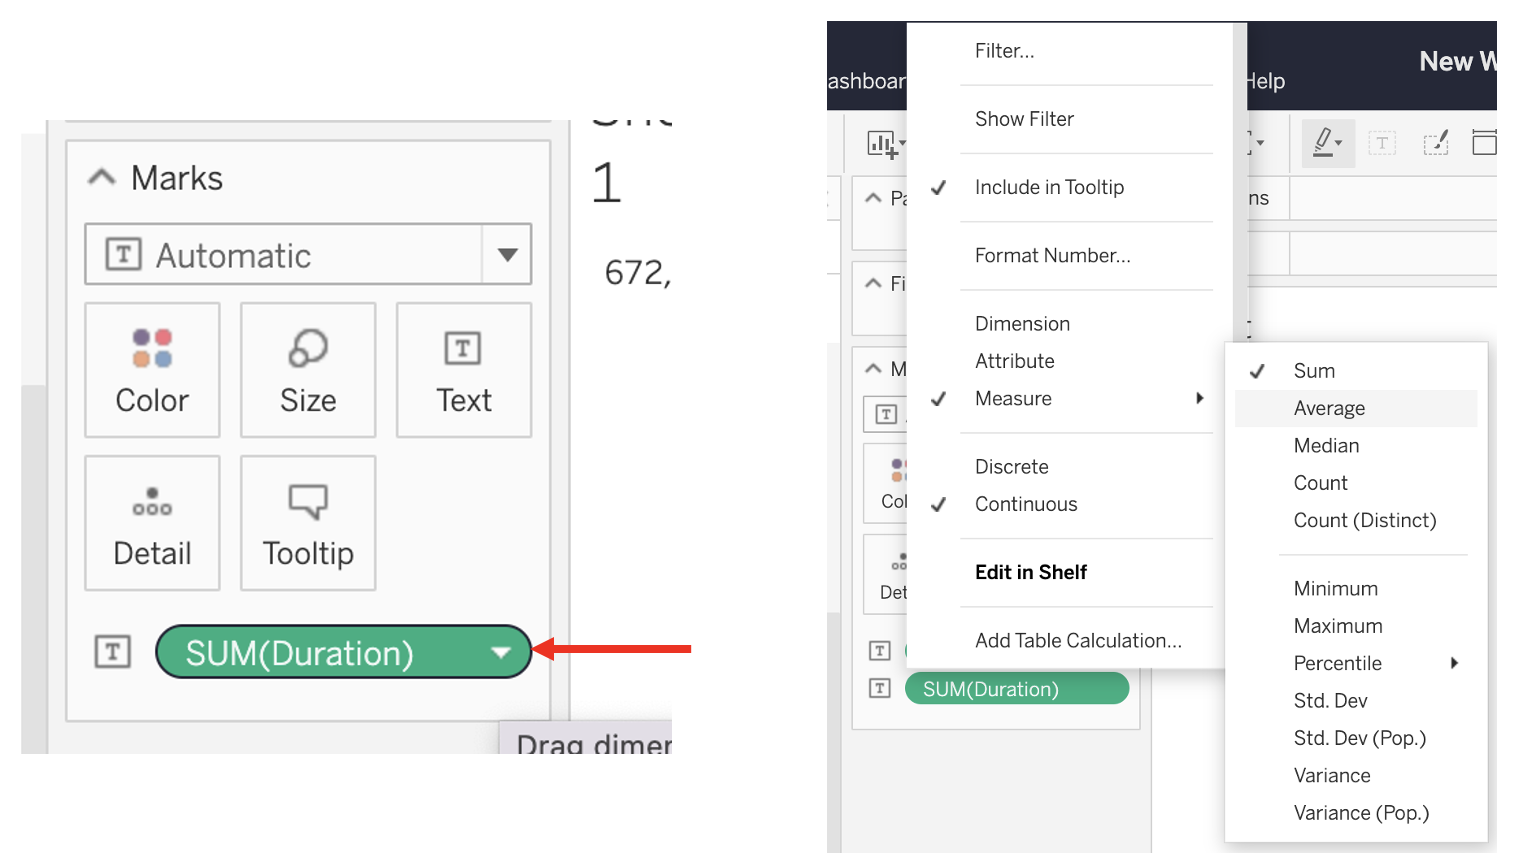 Marks
1
Automatic
672,
Color
Size
T
Text
Detail
Tooltip
T
SUM(Duration)
Drag dimer
New W
ashboar
Help
Filter...
Show Filter
Include in Tooltip
Format Number...
Dimension
Attribute
Measure
Discrete
Continuous
Edit in Shelf
Add Table Calculation...
Pa
ns
Fi
M
T
Col
Det
T
T
SUM(Duration)
Sum
Average
Median
Count
Count (Distinct)
Minimum
Maximum
Percentile
Std. Dev
Std. Dev (Pop.)
Variance
Variance (Pop.)